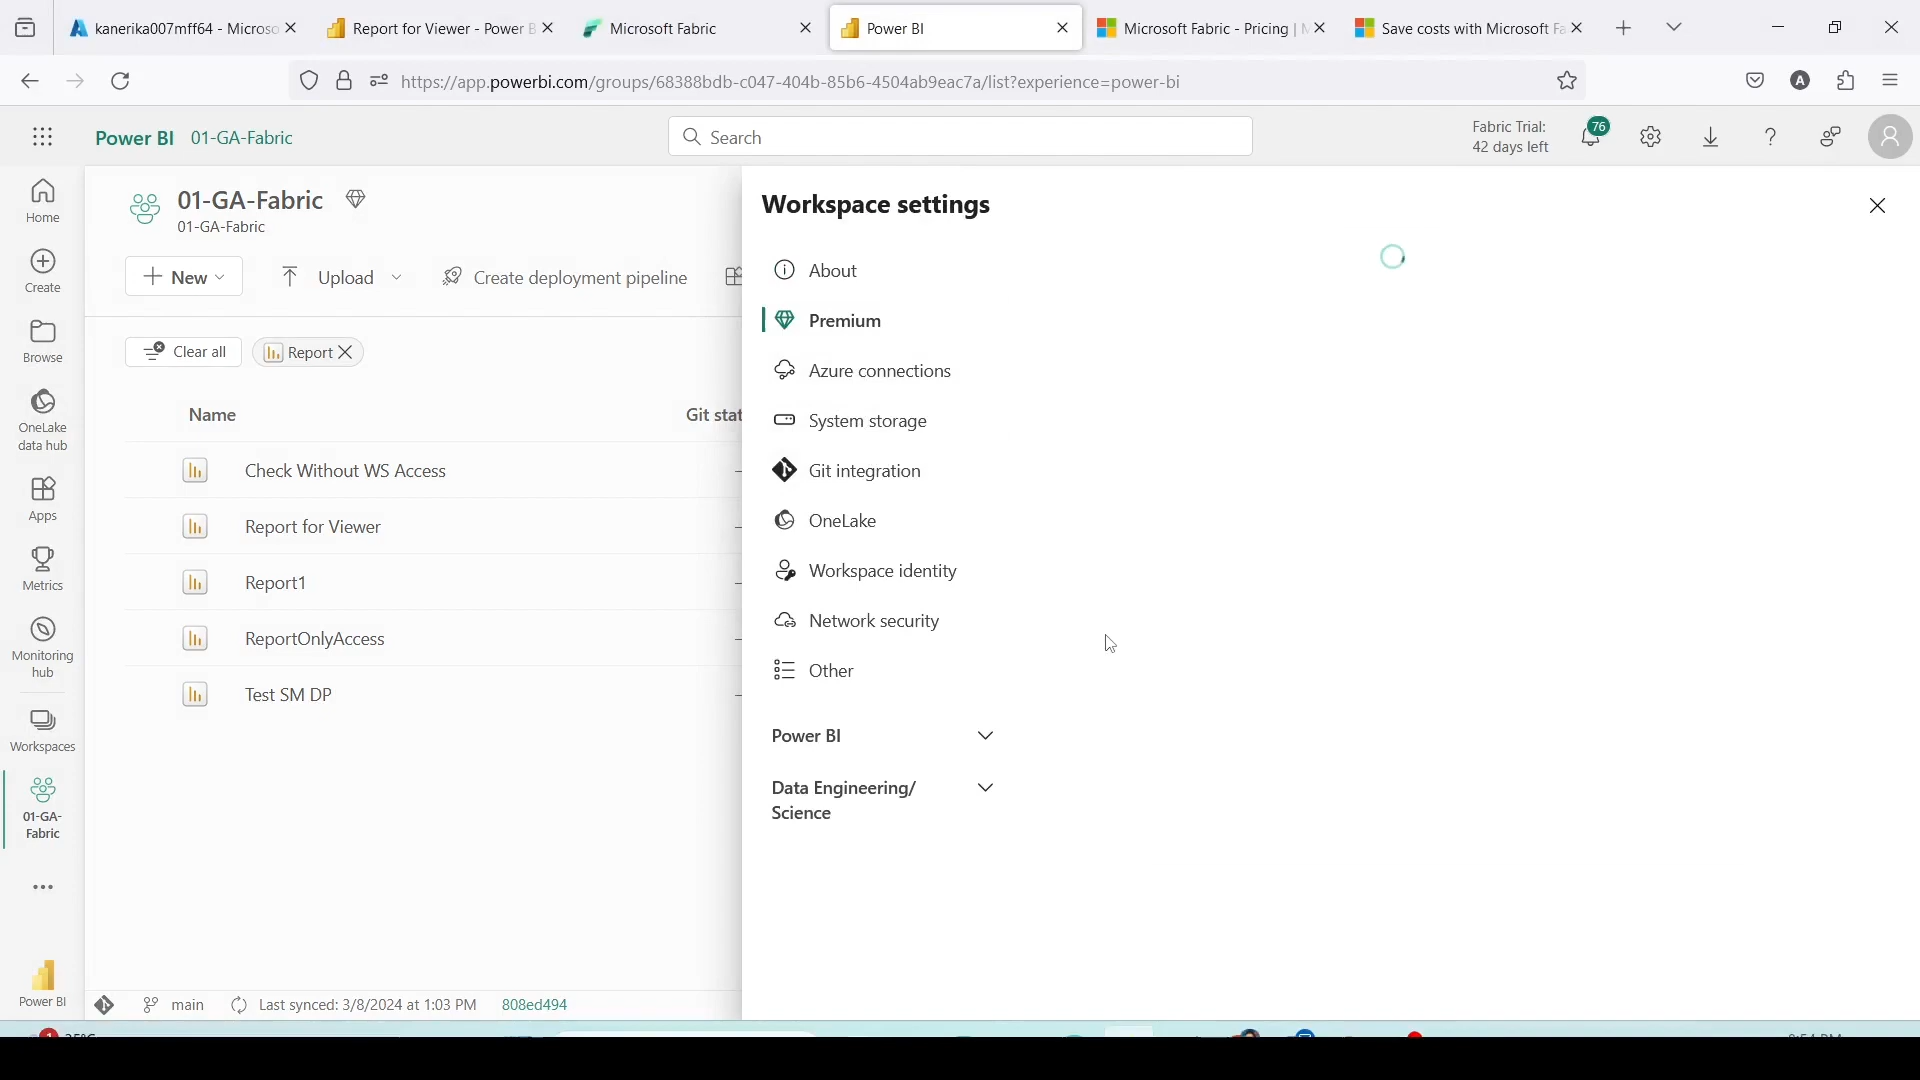 kanerika007mff64 - Micros
Report for Viewer - Power B
Microsoft Fabric
Power BI
Microsoft Fabric - Pricing |
Save costs with Microsoft Fa
https://app.powerbi.com/groups/68388bdb-c047-404b-85b6-4504ab9eac7a/list?experience=power-bi
A
Power BI 01-GA-Fabric
Search
Fabric Trial:
42 days left
76
Home
Create
Browse
OneLake
data hub
Apps
Metrics
Monitoring
hub
Workspaces
01-GA-
Fabric
Power BI
01-GA-Fabric
01-GA-Fabric
New
Upload
Create deployment pipeline
Clear all
Report
Name
Git stat
Check Without WS Access
Report for Viewer
Report1
ReportOnlyAccess
Test SM DP
main
Last synced: 3/8/2024 at 1:03 PM
808ed494
Workspace settings
About
Premium
Azure connections
System storage
Git integration
OneLake
Workspace identity
Network security
Other
Power BI
Data Engineering/
Science